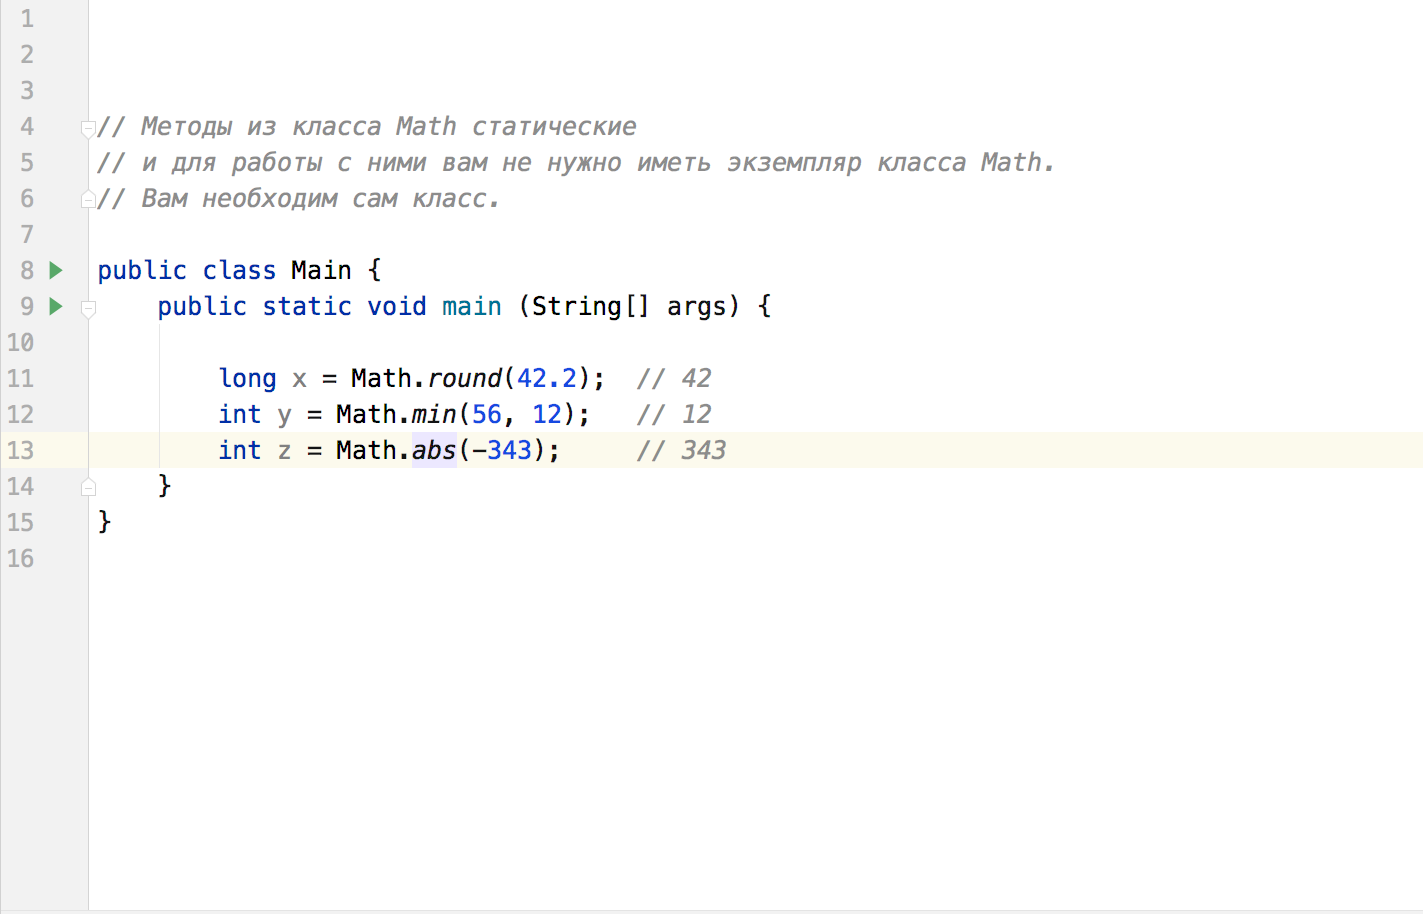 1
2
3
4 // Методы из класса Math статические
5 // и для работы с ними вам не нужно иметь экземпляр класса Math.
6 // Вам необходим сам класс.
7
8 public class Main {
9 public static void main (String[] args) {
10
11 long x = Math.round(42.2); // 42
12 int y = Math.min(56, 12); // 12
13 int z = Math.abs(-343); // 343
14 }
15 }
16